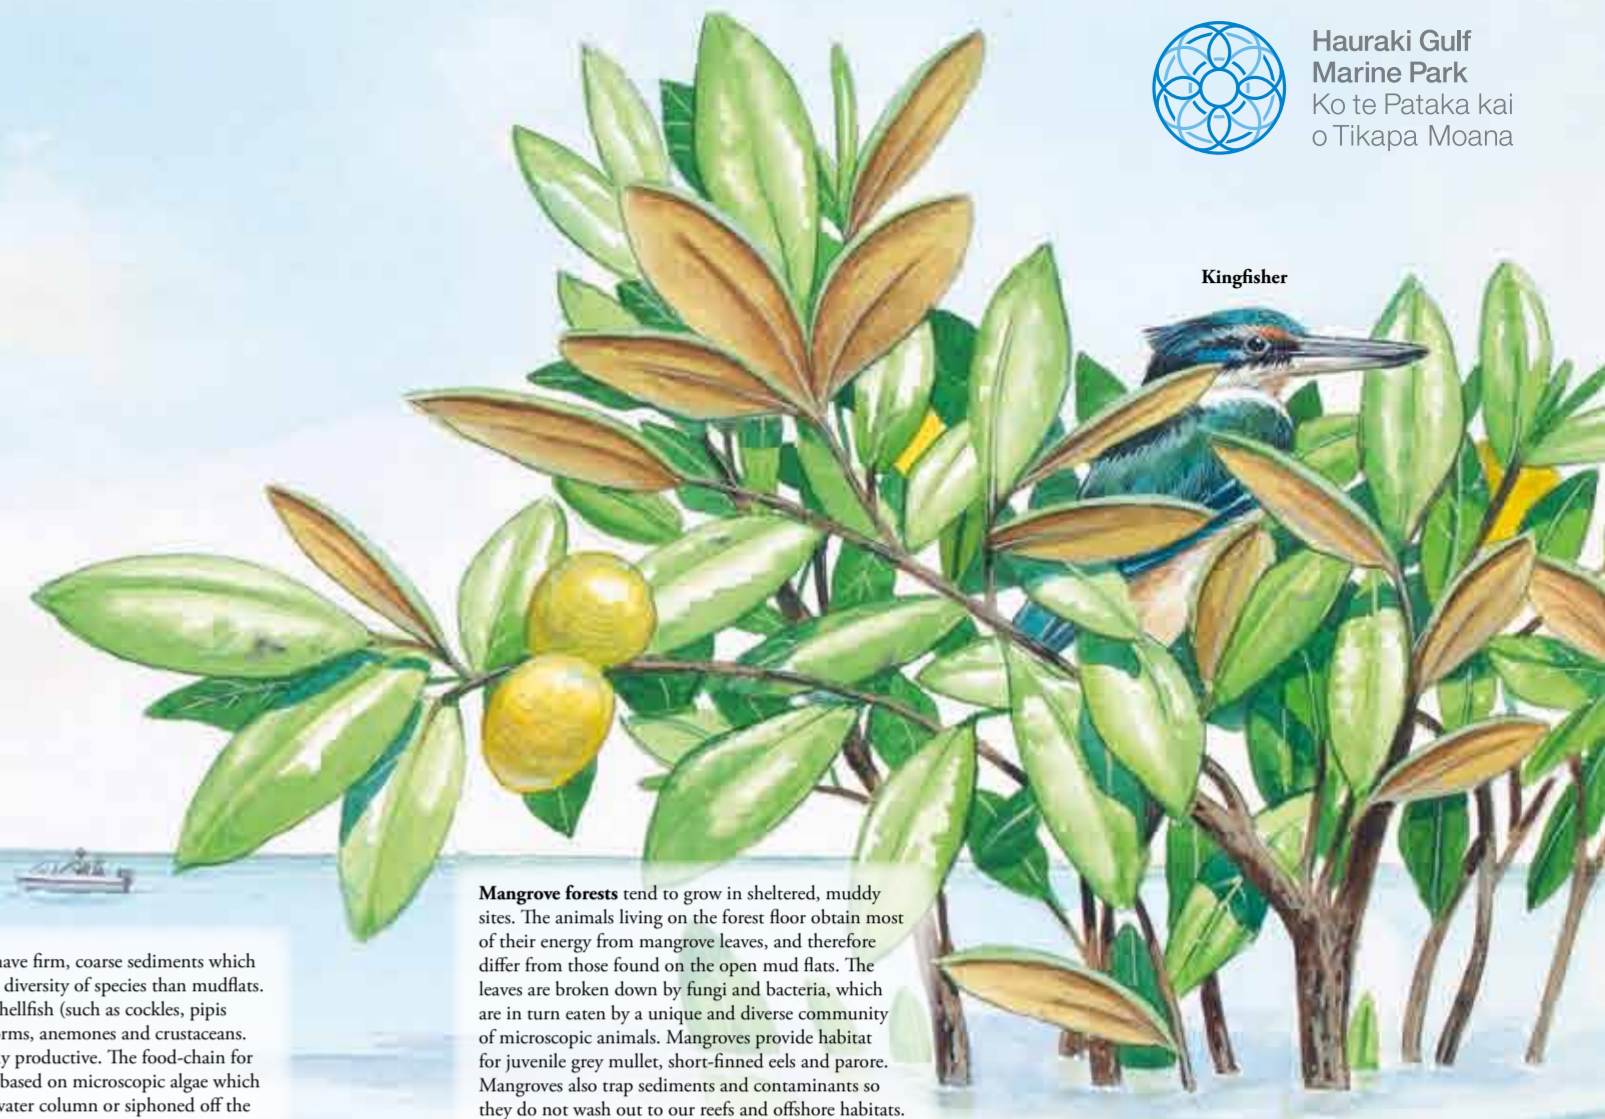 Hauraki Gulf
Marine Park
Ko te Pataka kai
o Tikapa Moana
Kingfisher
have firm, coarse sediments which
diversity of species than mudflats.
hellfish (such as cockles, pipis
orms, anemones and crustaceans.
y productive. The food-chain for
based on microscopic algae which
water column or siphoned off the
Mangrove forests tend to grow in sheltered, muddy
sites. The animals living on the forest floor obtain most
of their energy from mangrove leaves, and therefore
differ from those found on the open mud flats. The
leaves are broken down by fungi and bacteria, which
are in turn eaten by a unique and diverse community
of microscopic animals. Mangroves provide habitat
for juvenile grey mullet, short-finned eels and parore.
Mangroves also trap sediments and contaminants so
they do not wash out to our reefs and offshore habitats.